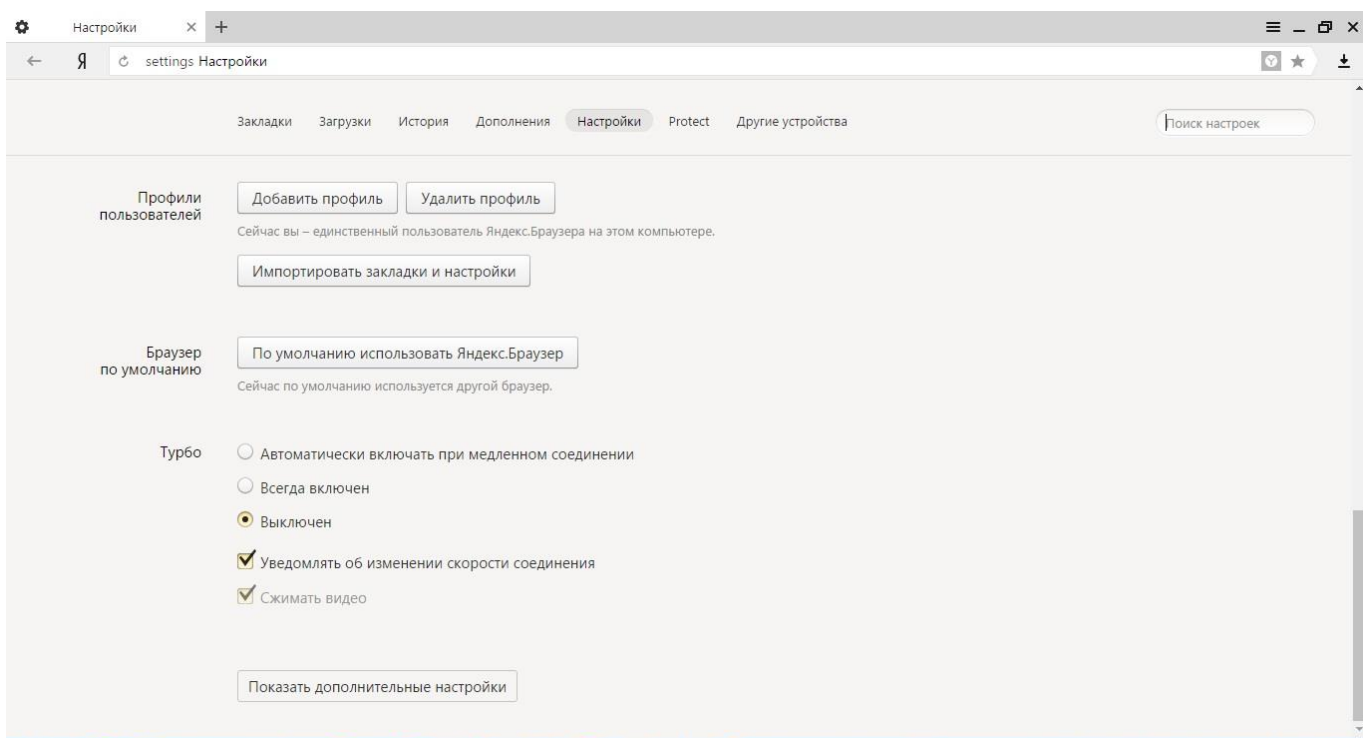 Настройки
Я settings Настройки
Закладки Загрузки История Дополнения Настройки Protect Другие устройства Поиск настроек
Профили
пользователей
Добавить профиль Удалить профиль
Сейчас вы – единственный пользователь Яндекс.Браузера на этом компьютере.
Импортировать закладки и настройки
Браузер
по умолчанию
По умолчанию использовать Яндекс.Браузер
Сейчас по умолчанию используется другой браузер.
Турбо
Автоматически включать при медленном соединении
Всегда включен
Выключен
Уведомлять об изменении скорости соединения
Сжимать видео
Показать дополнительные настройки